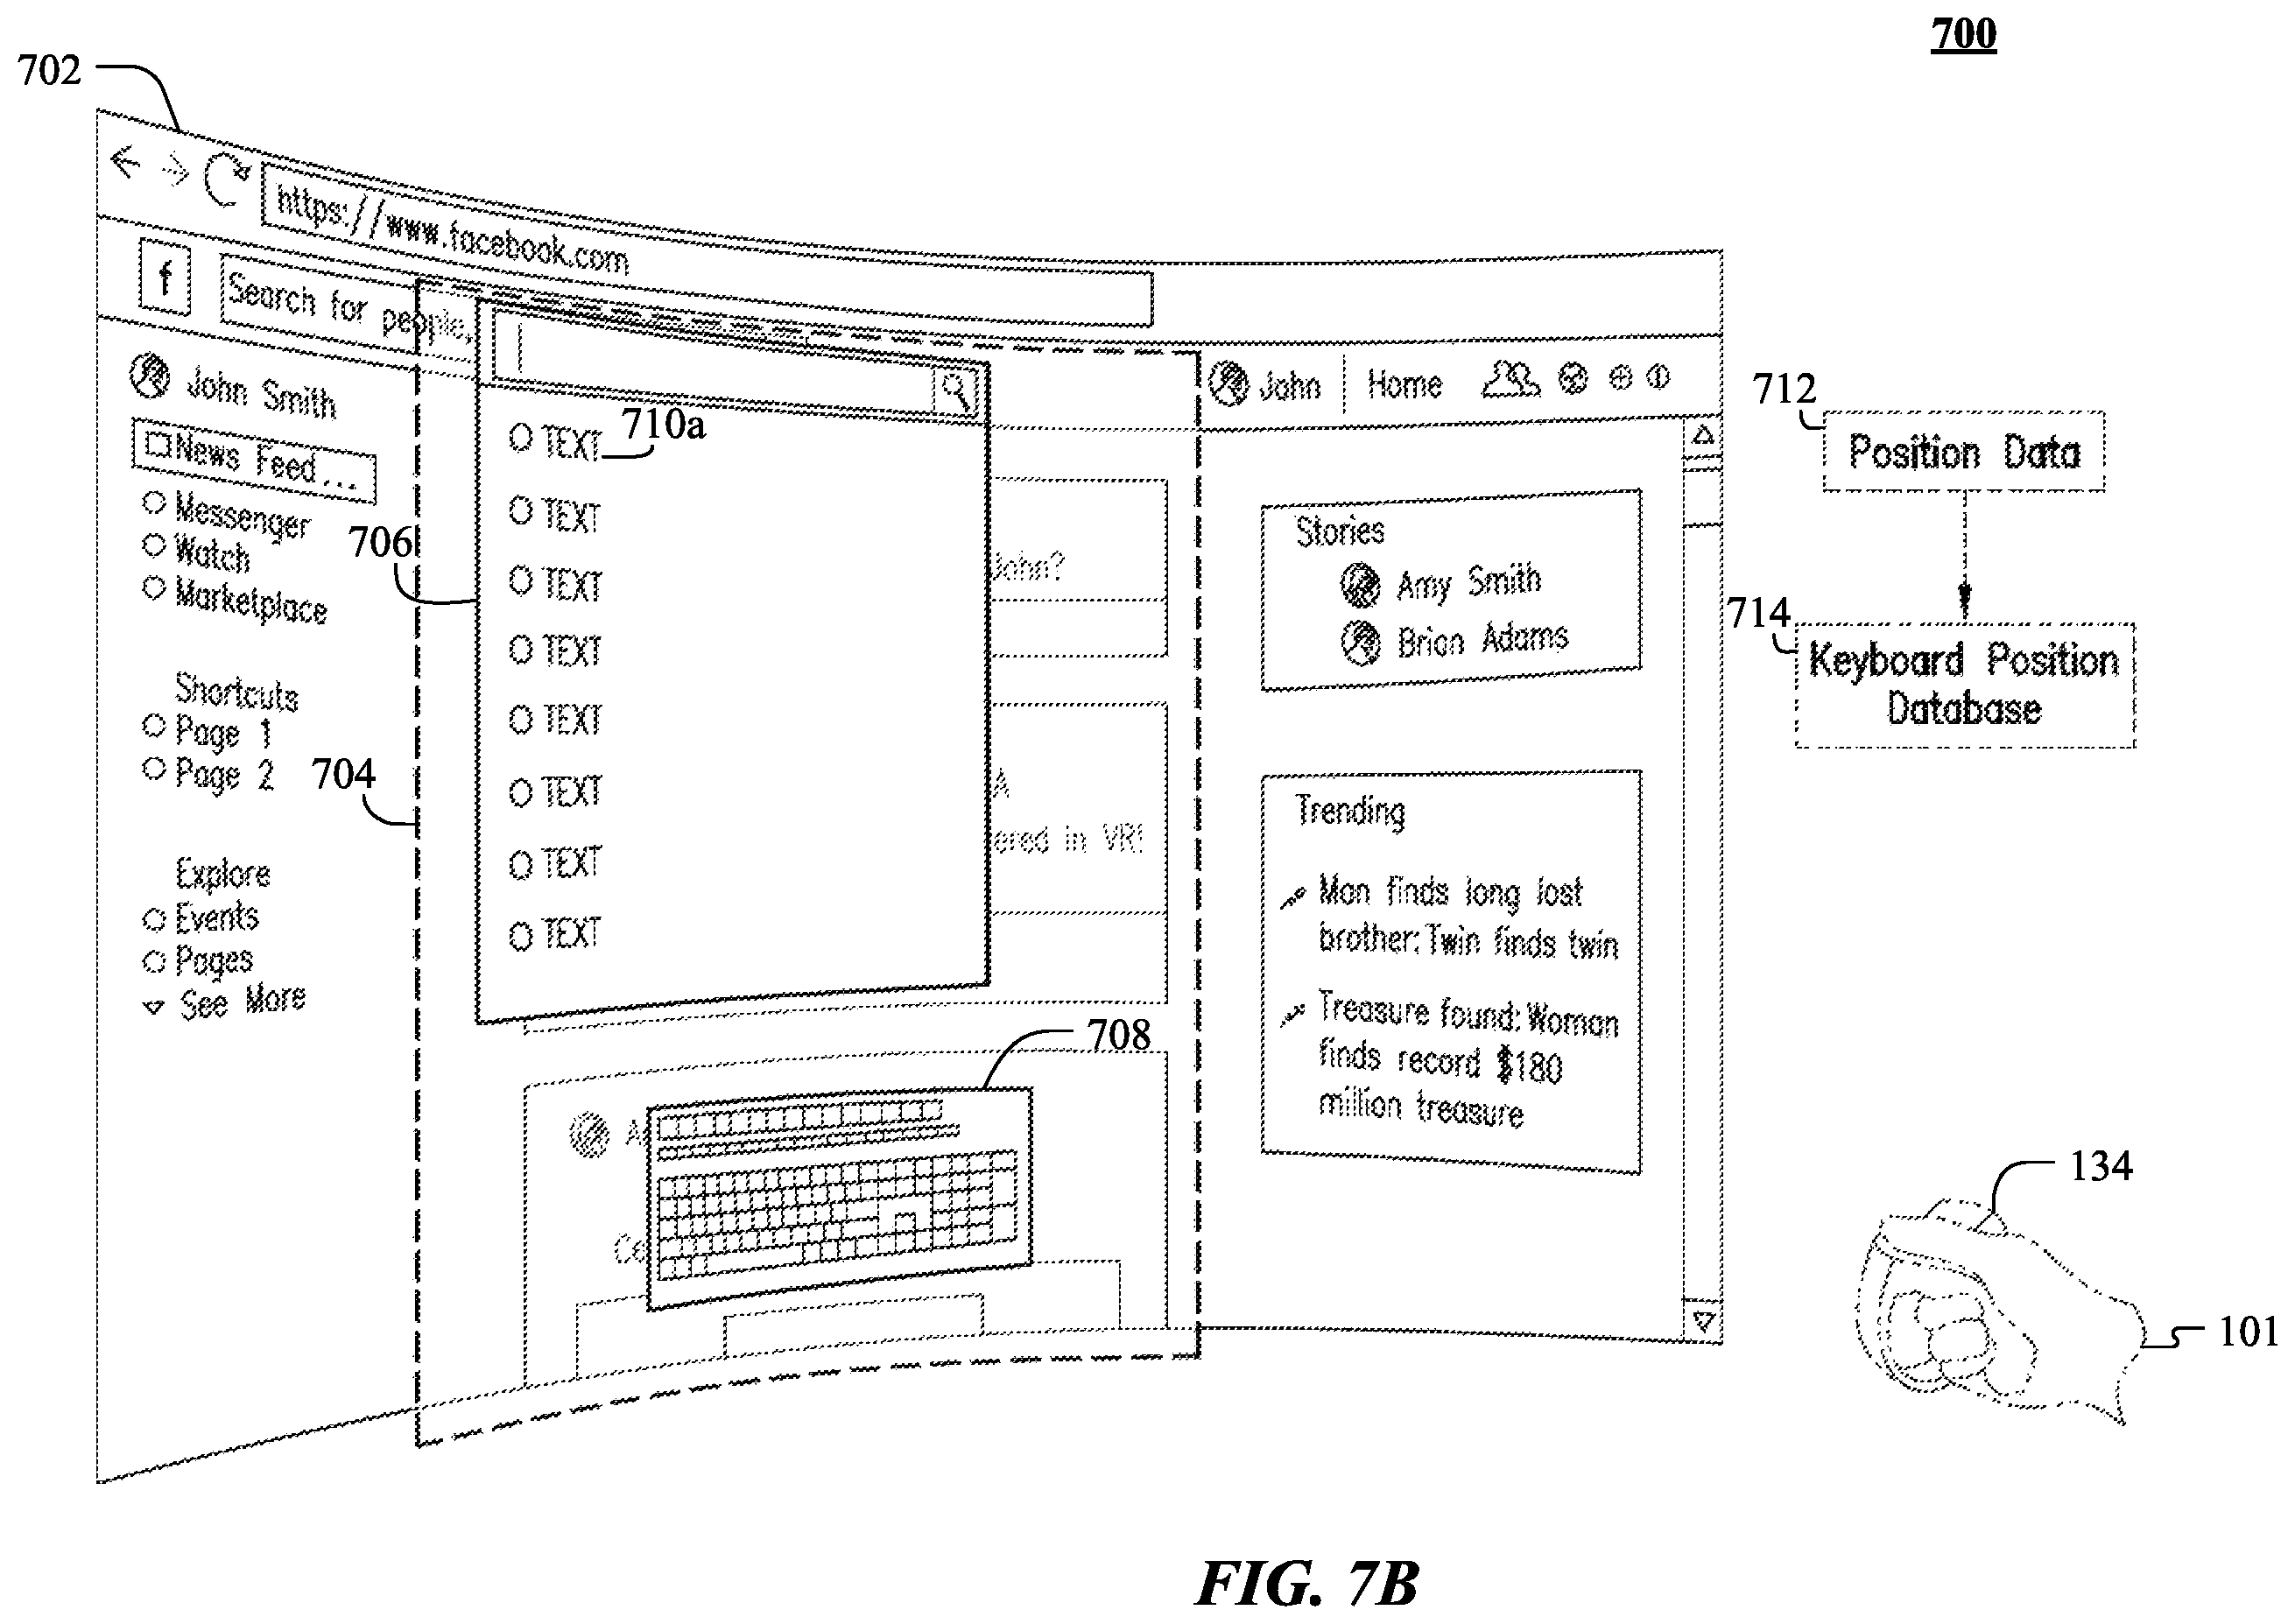 700
702
https://www.facebook.com
f
Search for people,
John Smith
News Feed...
Messenger
Watch
Marketplace
Shortcuts
Page 1
Page 2
Explore
Events
Pages
See More
704
706
710a
TEXT
TEXT
TEXT
TEXT
TEXT
TEXT
TEXT
TEXT
John?
A
ered in VR!
708
A
Ce
John
Home
Stories
Amy Smith
Brian Adams
Trending
Man finds long lost
brother: Twin finds twin
Treasure found: Woman
finds record $180
million treasure
712
Position Data
714
Keyboard Position
Database
134
101
FIG. 7B